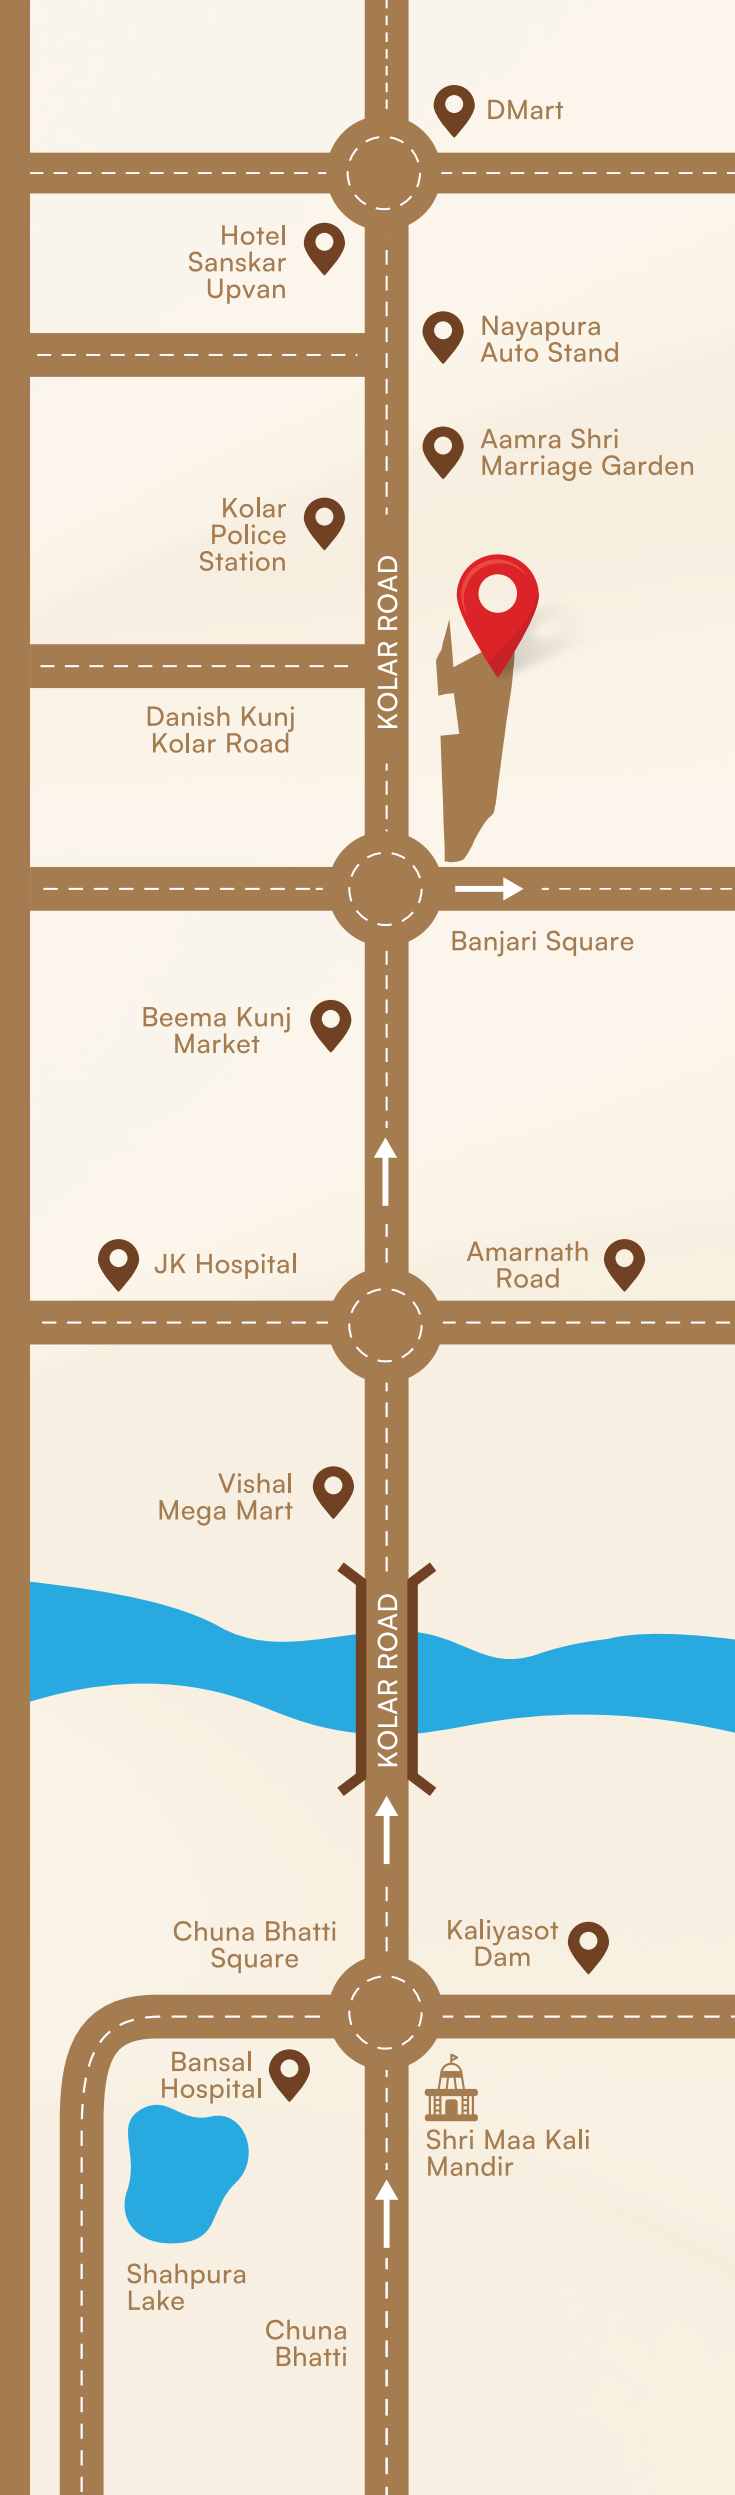 DMart
Hotel
Sanskar
Upvan
Nayapura
Auto Stand
Aamra Shri
Marriage Garden
Kolar
Police
Station
KOLAR ROAD
Danish Kunj
Kolar Road
Banjari Square
Beema Kunj
Market
JK Hospital
Amarnath
Road
Vishal
Mega Mart
KOLAR ROAD
Chuna Bhatti
Square
Kaliyasot
Dam
Bansal
Hospital
Shri Maa Kali
Mandir
Shahpura
Lake
Chuna
Bhatti